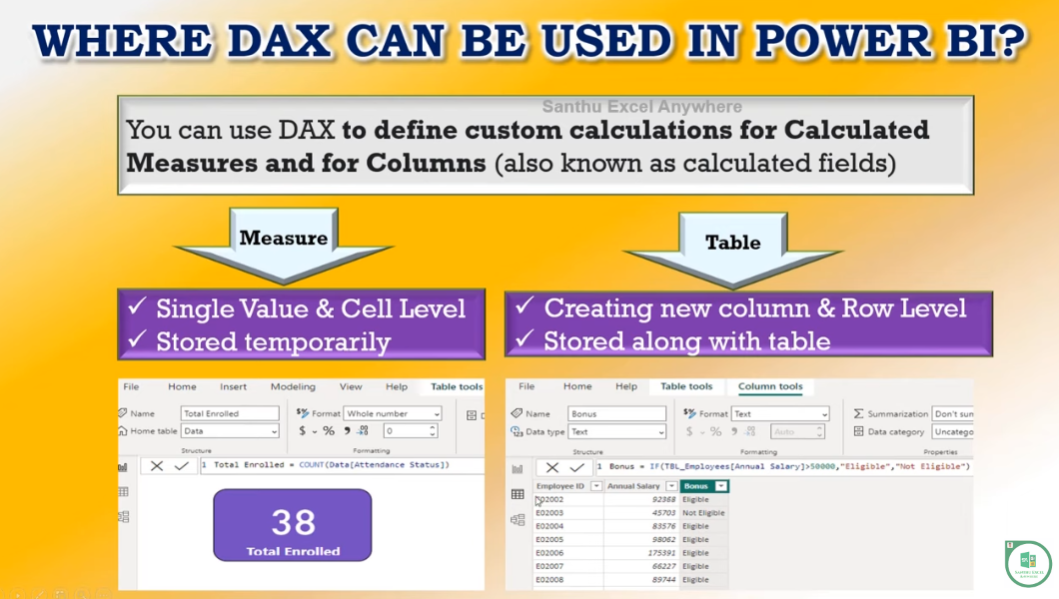 WHERE DAX CAN BE USED IN POWER BI?
Santhu Excel Anywhere
You can use DAX to define custom calculations for Calculated
Measures and for Columns (also known as calculated fields)
Measure
✓ Single Value & Cell Level
✓ Stored temporarily
File Home Insert Modeling View Help Table tools
Name Total Enrolled $% Format Whole number
Home table Data $ % 0
Structure Formatting
1 Total Enrolled = COUNT(Data[Attendance Status])
38
Total Enrolled
Table
✓ Creating new column & Row Level
✓ Stored along with table
File Home Help Table tools Column tools
Name Bonus $% Format Text Σ Summarization Don't sun
Data type Text $ % Auto Data category Uncatego
Structure Formatting Properties
1 Bonus = IF(TBL_Employees[Annual Salary]>50000,"Eligible","Not Eligible")
Employee ID Annual Salary Bonus
E02002 92368 Eligible
E02003 45703 Not Eligible
E02004 83576 Eligible
E02005 98062 Eligible
E02006 175391 Eligible
E02007 66227 Eligible
E02008 89744 Eligible